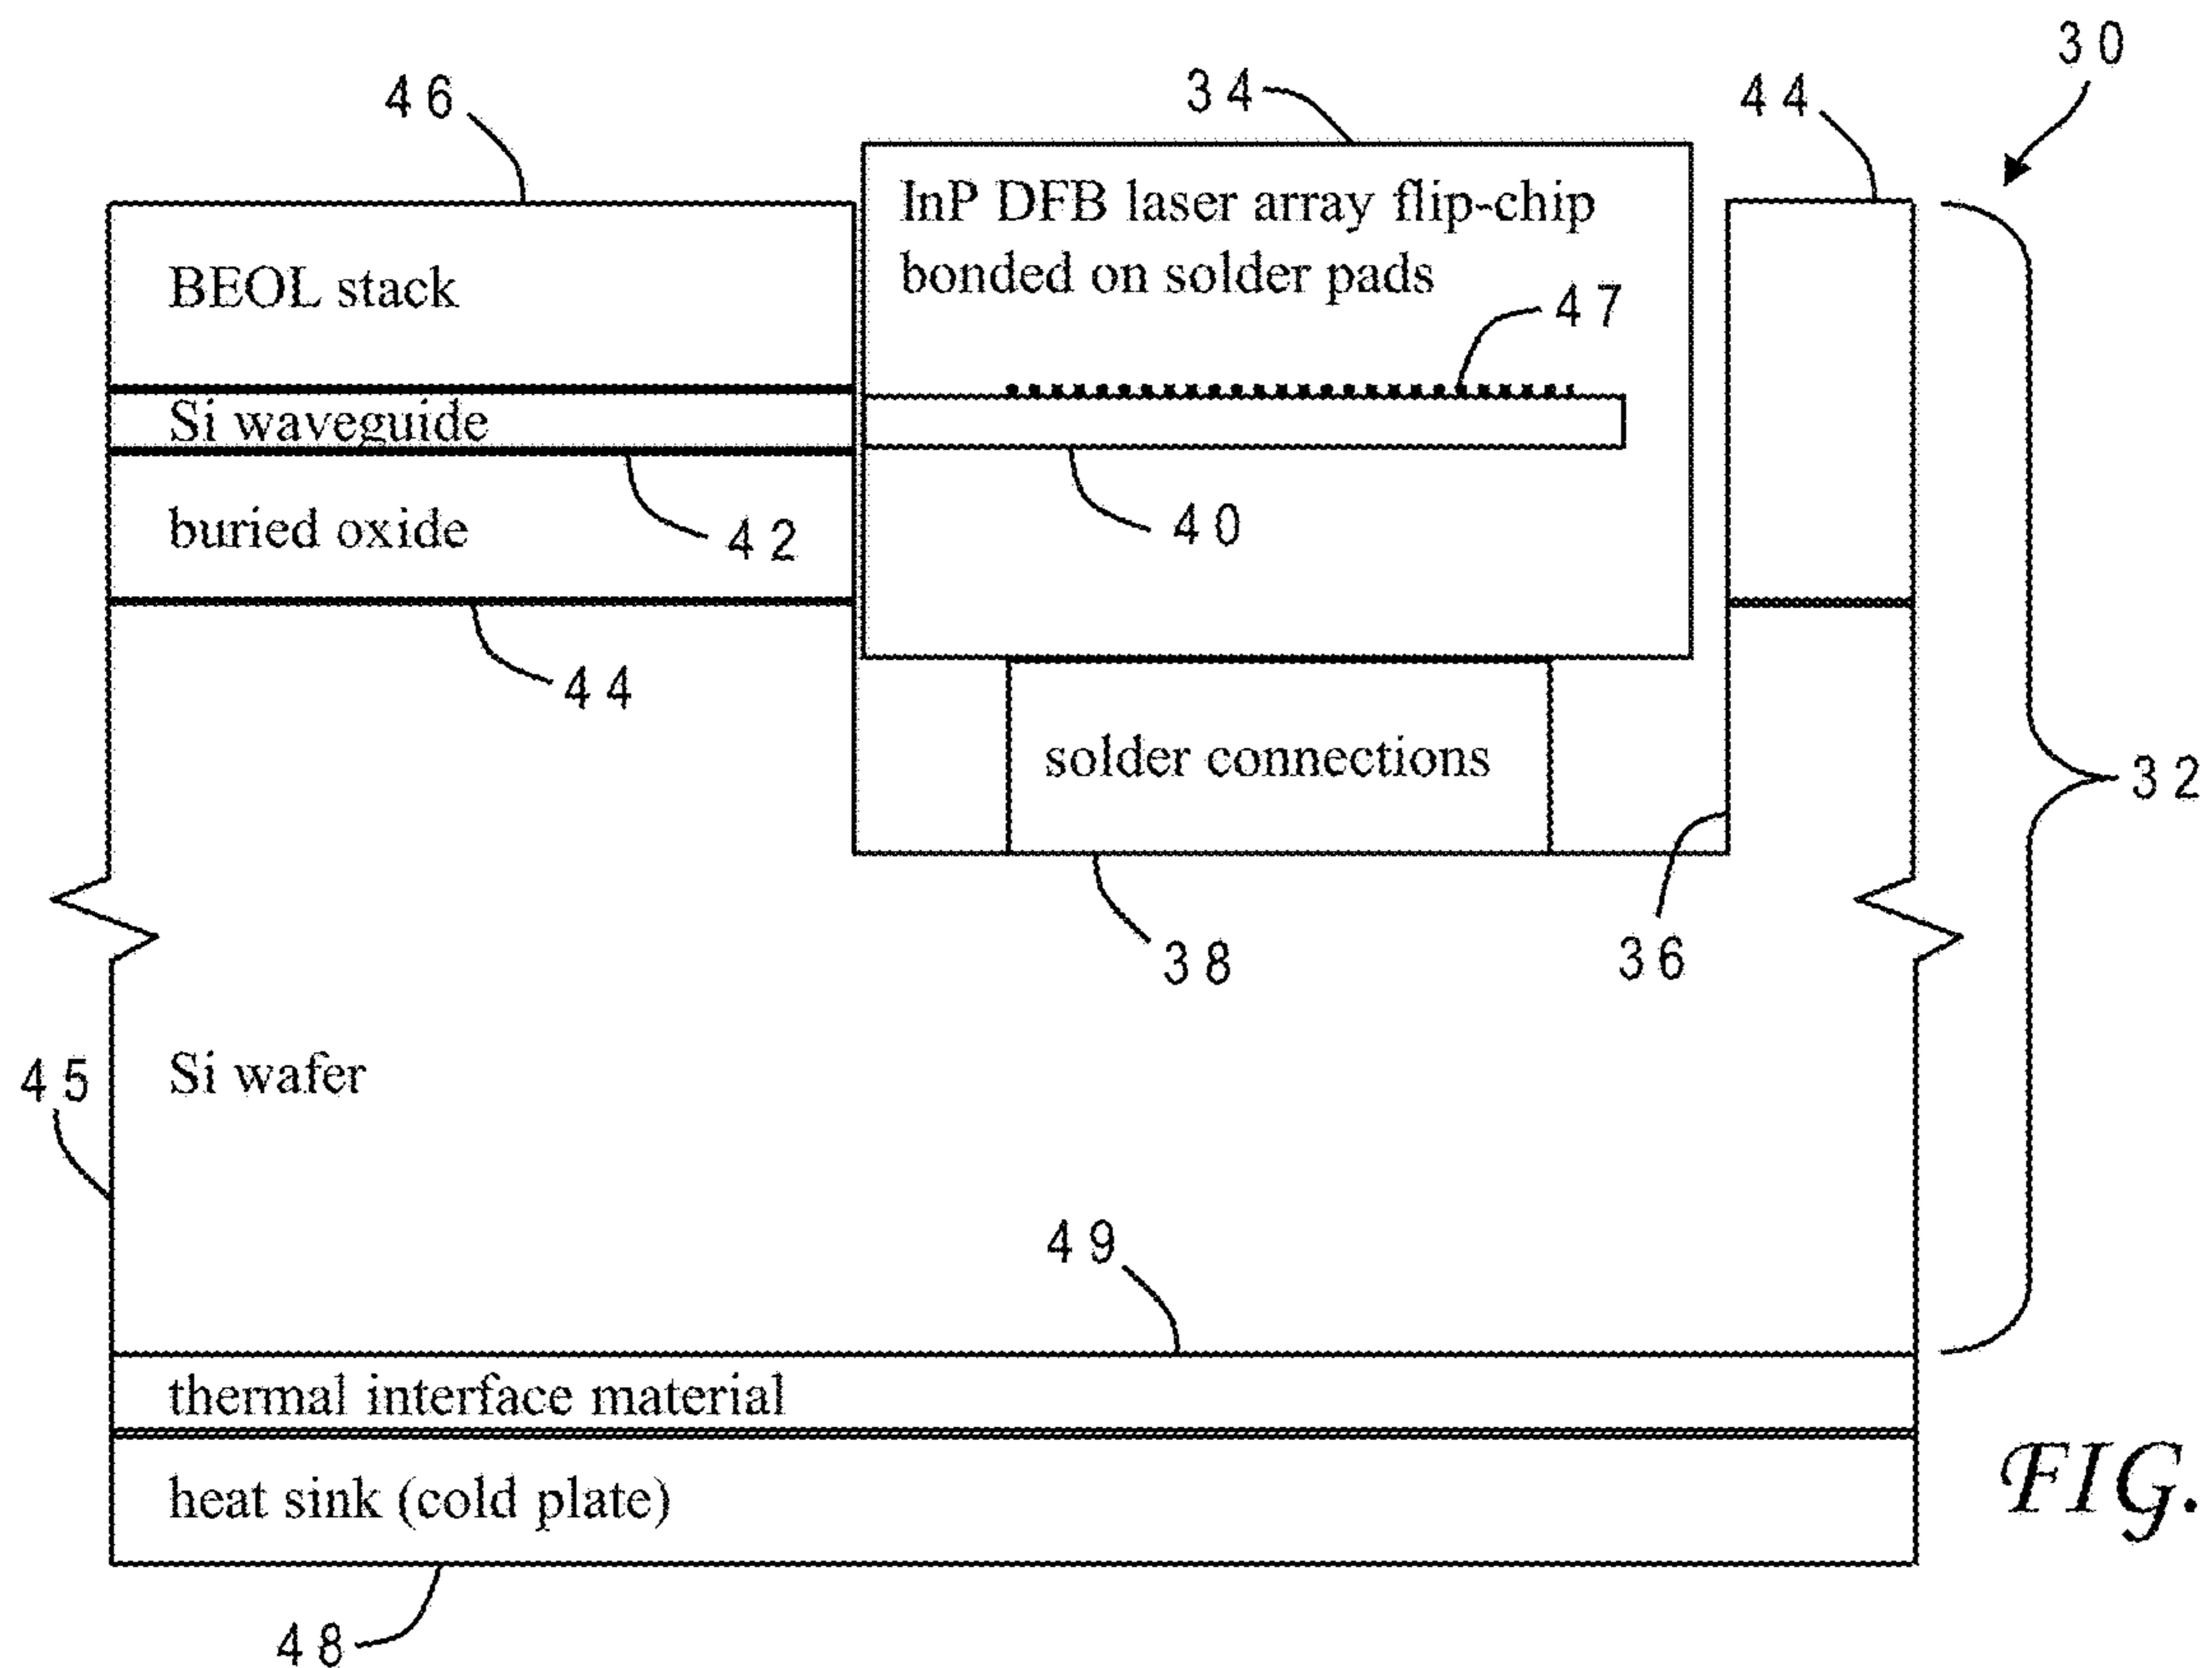 30
46
34
44
InP DFB laser array flip-chip
bonded on solder pads
BEOL stack
47
Si waveguide
40
42
buried oxide
44
solder connections
32
38
36
Si wafer
45
49
thermal interface material
heat sink (cold plate)
FIG.
48